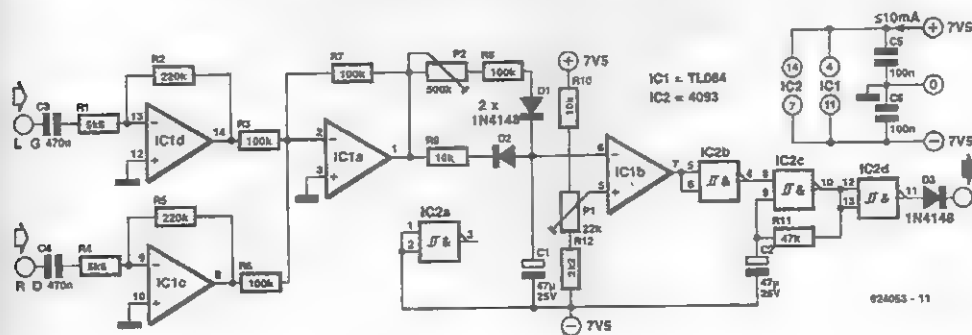 ≤10mA
7V5
C5
100n
0
C6
100n
7V5
14
4
IC2
IC1
7
11
IC1 = TL084
IC2 = 4093
R2
220k
C3
R1
5k6
13
14
R3
100k
L G 470n
12
IC1d
R7
100k
P2
500k
R8
100k
7V5
R10
10k
2
IC1a
1
3
2 x
1N4148
D1
R9
10k
D2
6
IC1b
7
5
P1
22k
R12
2k2
5
6
IC2b
4
IC2c
8
9
10
12
13
IC2d
11
D3
1N4148
R11
47k
R5
220k
C4
R4
5k6
9
8
R6
100k
R D 470n
10
IC1c
IC2a
1
2
3
C1
47µ
25V
C2
47µ
25V
7V5
924053 - 11